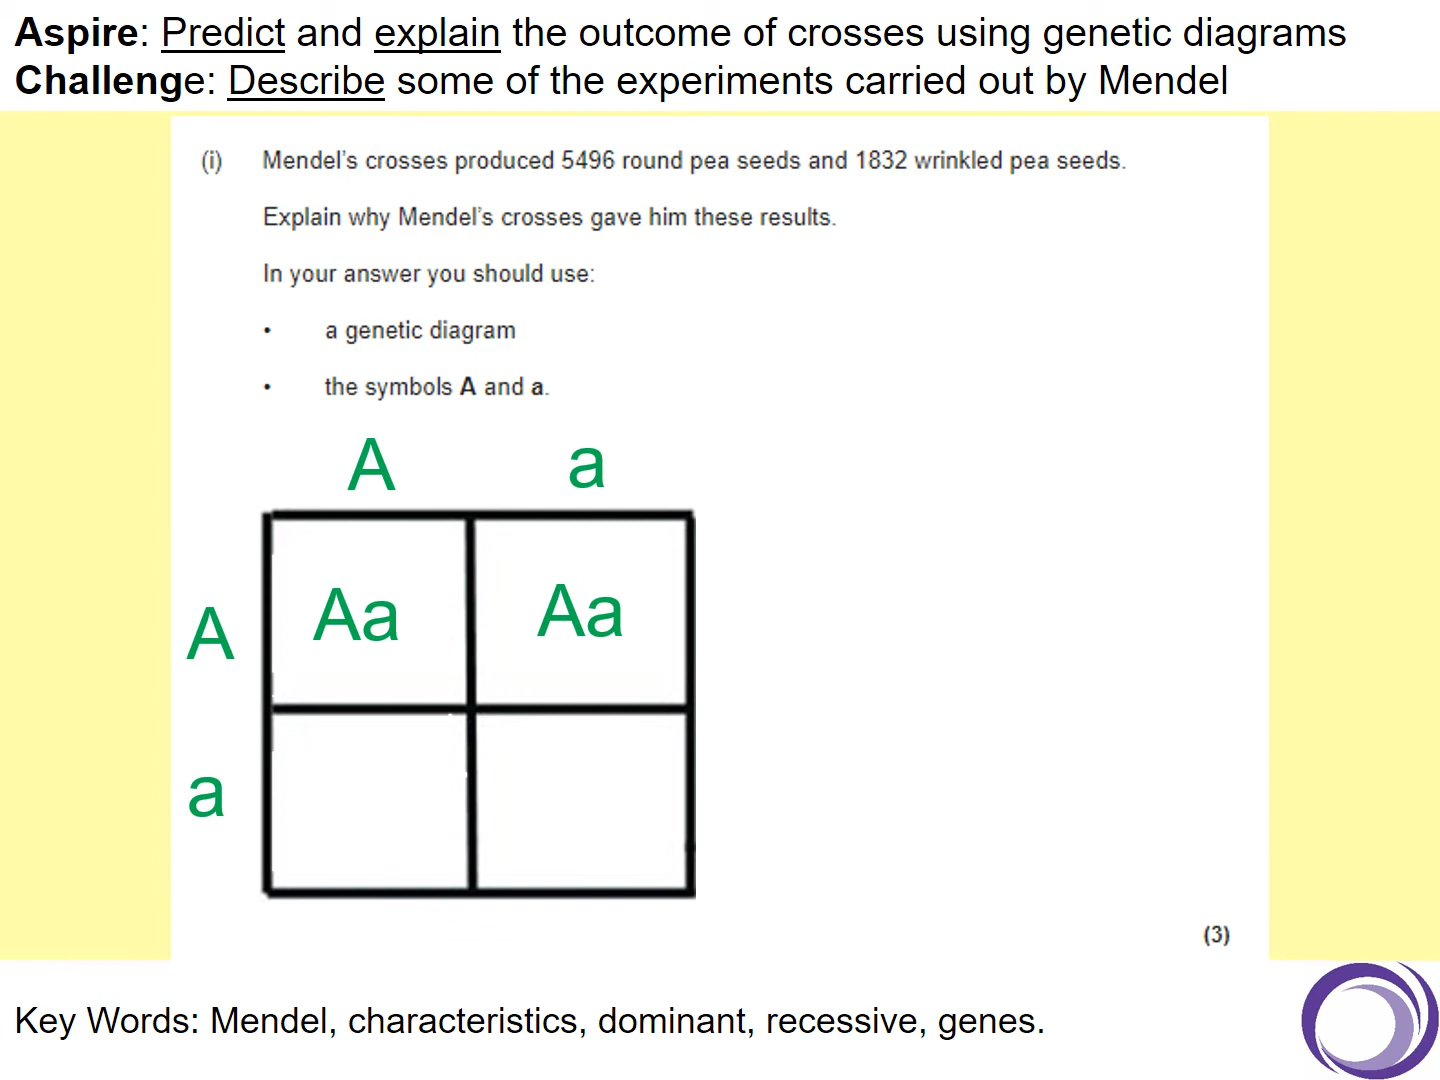 Aspire: Predict and explain the outcome of crosses using genetic diagrams
Challenge: Describe some of the experiments carried out by Mendel
(i) Mendel's crosses produced 5496 round pea seeds and 1832 wrinkled pea seeds.
Explain why Mendel's crosses gave him these results.
In your answer you should use:
• a genetic diagram
• the symbols A and a.
A a
A Aa Aa
a
(3)
Key Words: Mendel, characteristics, dominant, recessive, genes.